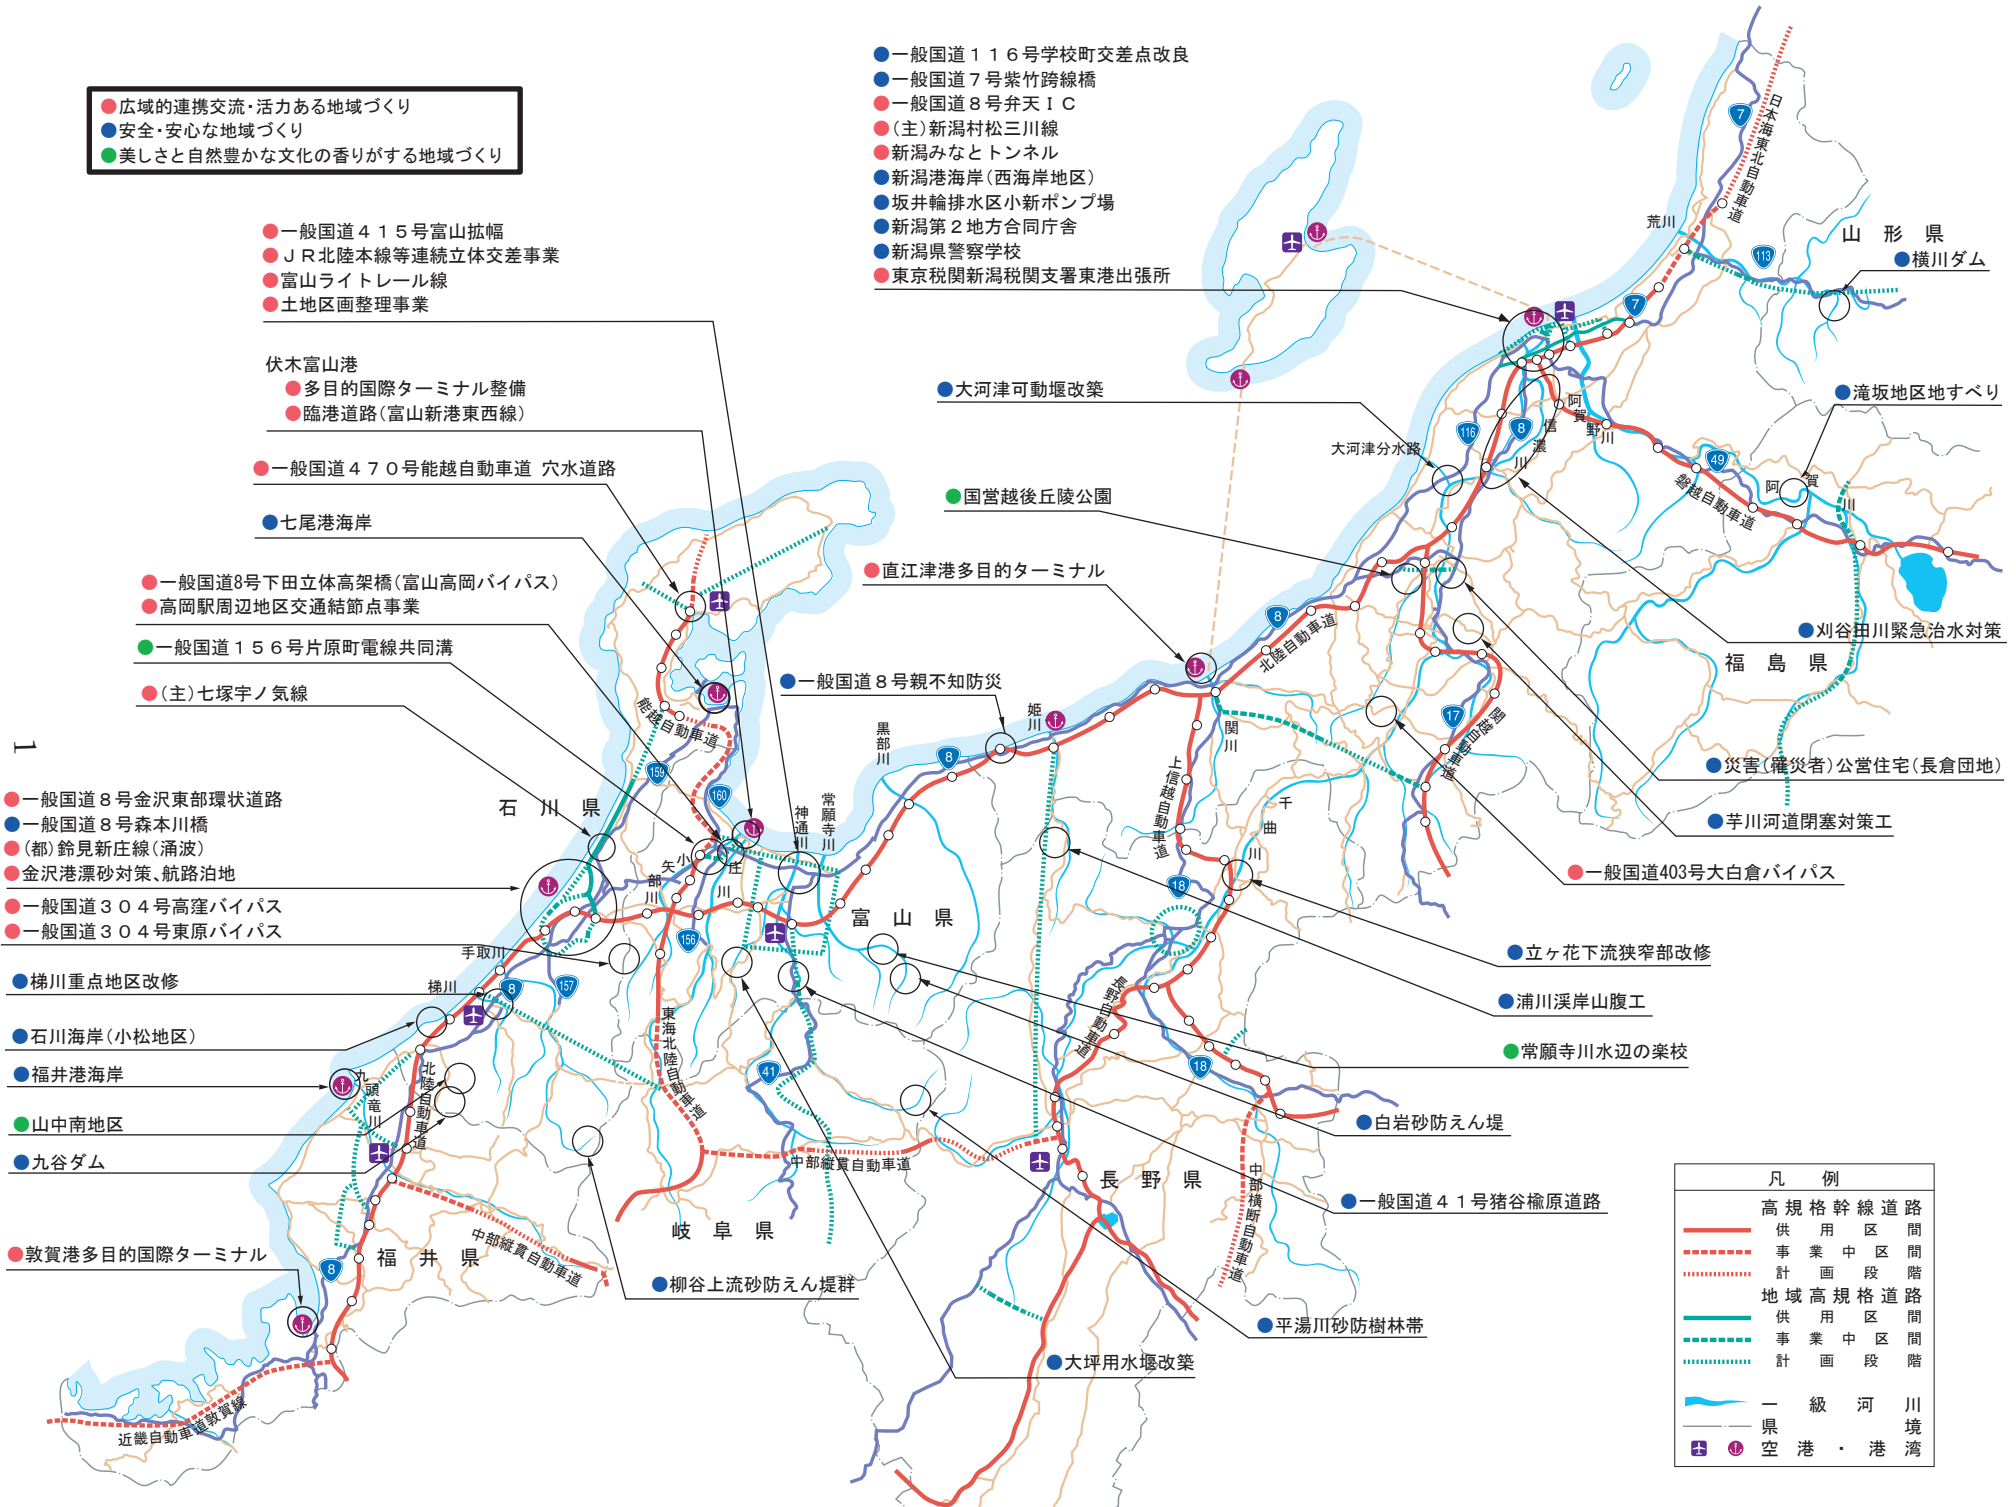 ●広域的連携交流・活力ある地域づくり
●安全・安心な地域づくり
●美しさと自然豊かな文化の香りがする地域づくり
●一般国道１１６号学校町交差点改良
●一般国道７号紫竹跨線橋
●一般国道８号弁天ＩＣ
●(主)新潟村松三川線
●新潟みなとトンネル
●新潟港海岸(西海岸地区)
●坂井輪排水区小新ポンプ場
●新潟第２地方合同庁舎
●新潟県警察学校
●東京税関新潟税関支署東港出張所
●一般国道４１５号富山拡幅
●ＪＲ北陸本線等連続立体交差事業
●富山ライトレール線
●土地区画整理事業
伏木富山港
●多目的国際ターミナル整備
●臨港道路(富山新港東西線)
●一般国道４７０号能越自動車道 穴水道路
●七尾港海岸
●一般国道8号下田立体高架橋(富山高岡バイパス)
●高岡駅周辺地区交通結節点事業
●一般国道１５６号片原町電線共同溝
●(主)七塚宇ノ気線
●一般国道８号金沢東部環状道路
●一般国道８号森本川橋
●(都)鈴見新庄線(涌波)
●金沢港漂砂対策、航路泊地
●一般国道３０４号高窪バイパス
●一般国道３０４号東原バイパス
●梯川重点地区改修
●石川海岸(小松地区)
●福井港海岸
●山中南地区
●九谷ダム
●敦賀港多目的国際ターミナル
●大河津可動堰改築
●国営越後丘陵公園
●直江津港多目的ターミナル
●一般国道８号親不知防災
●横川ダム
●滝坂地区地すべり
●刈谷田川緊急治水対策
●災害(罹災者)公営住宅(長倉団地)
●芋川河道閉塞対策工
●一般国道403号大白倉バイパス
●立ヶ花下流狭窄部改修
●浦川渓岸山腹工
●常願寺川水辺の楽校
●白岩砂防えん堤
●一般国道４１号猪谷楡原道路
●平湯川砂防樹林帯
●大坪用水堰改築
●柳谷上流砂防えん堤群
山形県
福島県
石川県
富山県
福井県
岐阜県
長野県
荒川
阿賀野川
信濃川
大河津分水路
阿賀川
関川
姫川
黒部川
常願寺川
神通川
庄川
小矢部川
手取川
梯川
九頭竜川
千曲川
日本海東北自動車道
磐越自動車道
北陸自動車道
関越自動車道
上信越自動車道
能越自動車道
長野自動車道
東海北陸自動車道
北陸自動車道
中部縦貫自動車道
中部縦貫自動車道
中部横断自動車道
近畿自動車道敦賀線
7
113
7
116
8
49
8
17
8
159
160
18
156
8
157
41
18
8
1
凡例
高規格幹線道路
供用区間
事業中区間
計画段階
地域高規格道路
供用区間
事業中区間
計画段階
一級河川
県境
空港・港湾